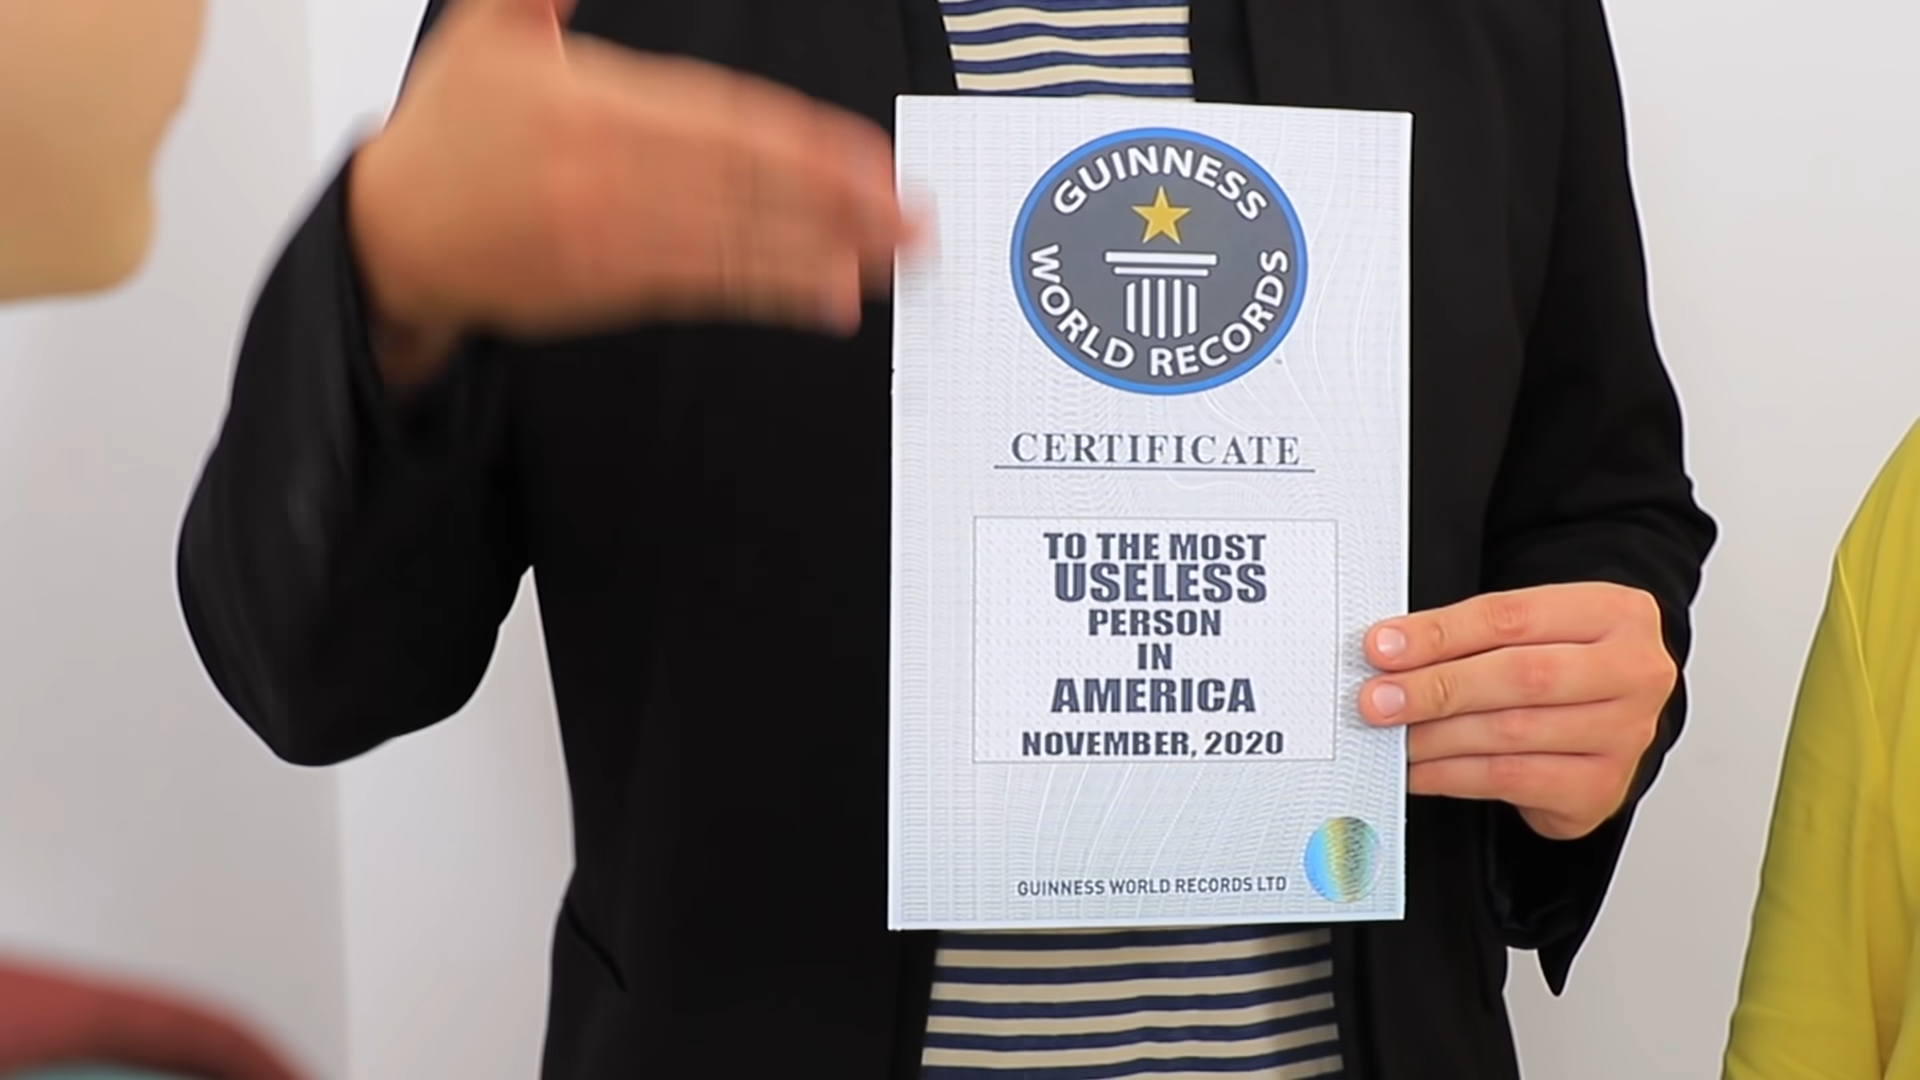 GUINNESS
WORLD RECORDS
CERTIFICATE
TO THE MOST
USELESS
PERSON
IN
AMERICA
NOVEMBER, 2020
GUINNESS WORLD RECORDS LTD